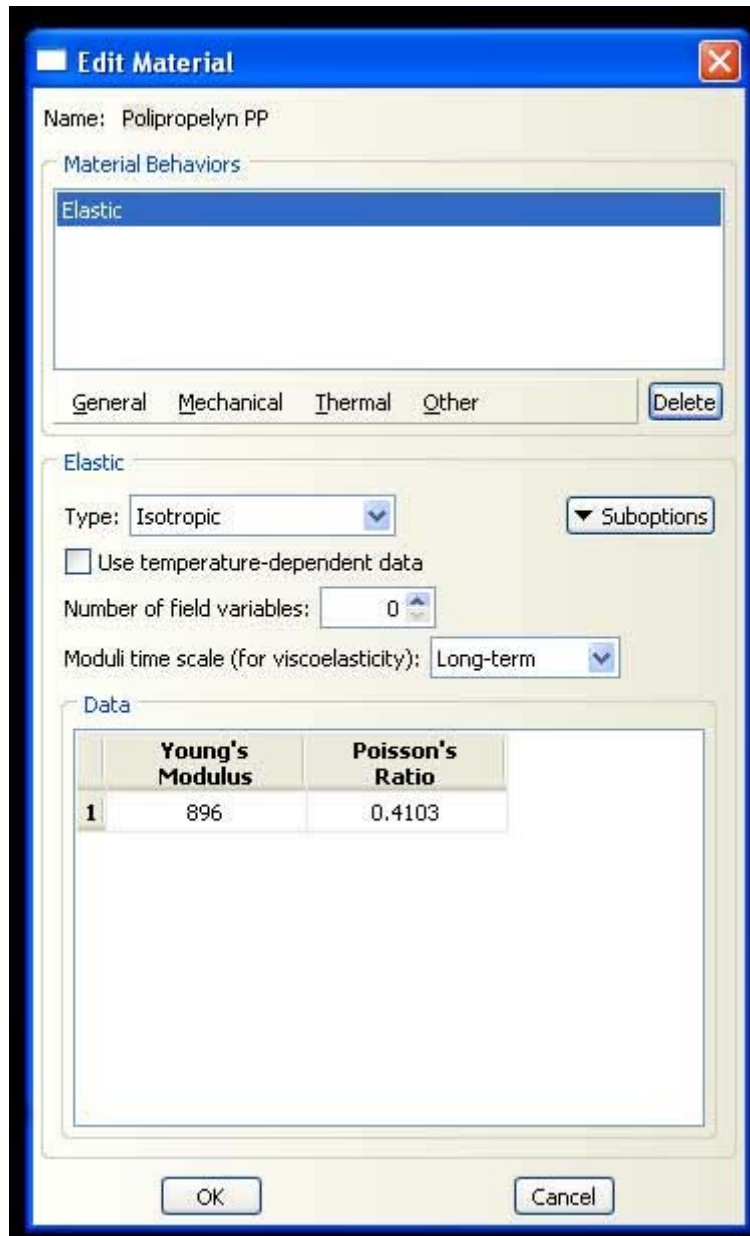 Edit Material
Name: Polipropelyn PP
Material Behaviors
Elastic
General Mechanical Thermal Other Delete
Elastic
Type: Isotropic Suboptions
Use temperature-dependent data
Number of field variables: 0
Moduli time scale (for viscoelasticity): Long-term
Data
Young's Poisson's
Modulus Ratio
1 896 0.4103
OK Cancel